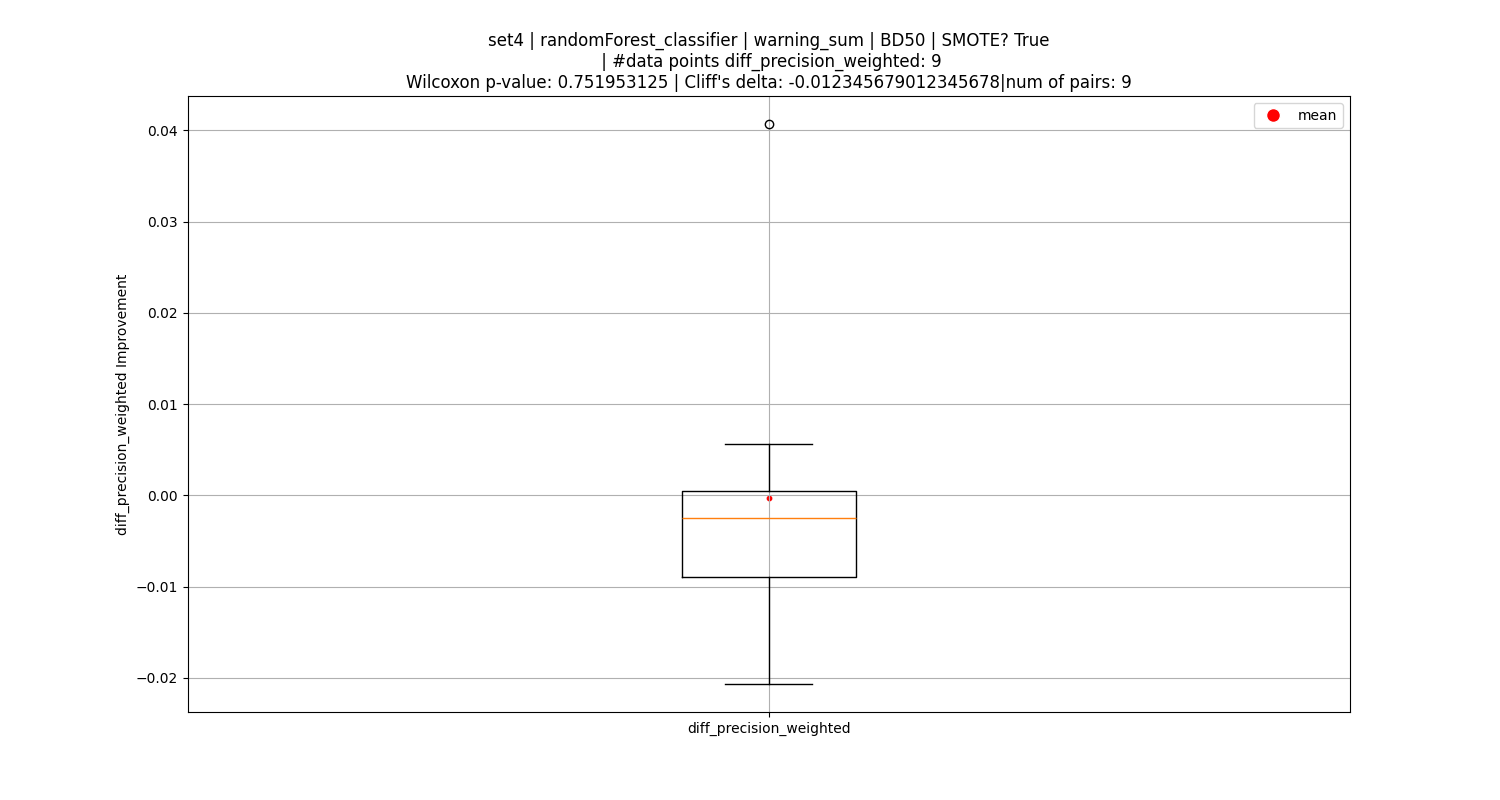 set4 | randomForest_classifier | warning_sum | BD50 | SMOTE? True
| #data points diff_precision_weighted: 9
Wilcoxon p-value: 0.751953125 | Cliff's delta: -0.012345679012345678|num of pairs: 9
mean
0.04
0.03
0.02
0.01
0.00
−0.01
−0.02
diff_precision_weighted Improvement
diff_precision_weighted